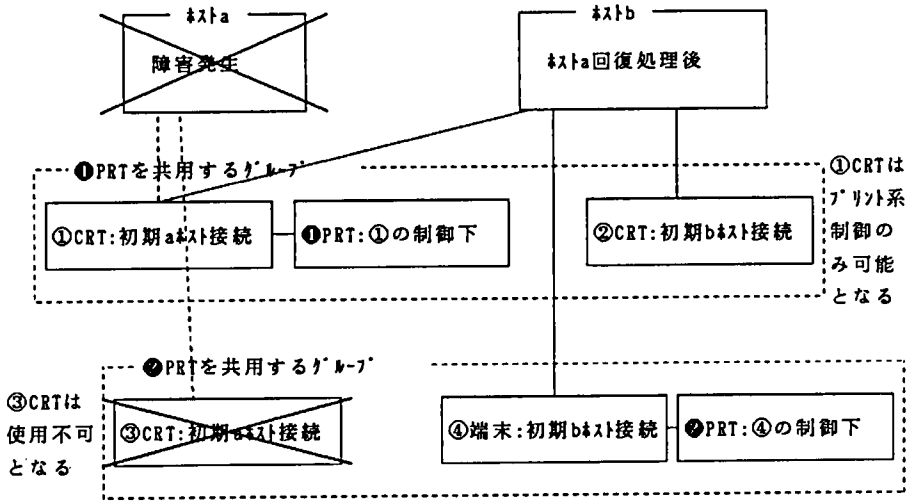 ﾎｽﾄa
ﾎｽﾄb
障害発生
ﾎｽﾄa回復処理後
❶PRTを共用するｸﾞﾙｰﾌﾟ
①CRTは
ﾌﾟﾘﾝﾄ系
制御の
み可能
となる
①CRT:初期aﾎｽﾄ接続
❶PRT:①の制御下
②CRT:初期bﾎｽﾄ接続
❷PRTを共用するｸﾞﾙｰﾌﾟ
③CRTは
使用不可
となる
③CRT:初期aﾎｽﾄ接続
④端末:初期bﾎｽﾄ接続
❷PRT:④の制御下